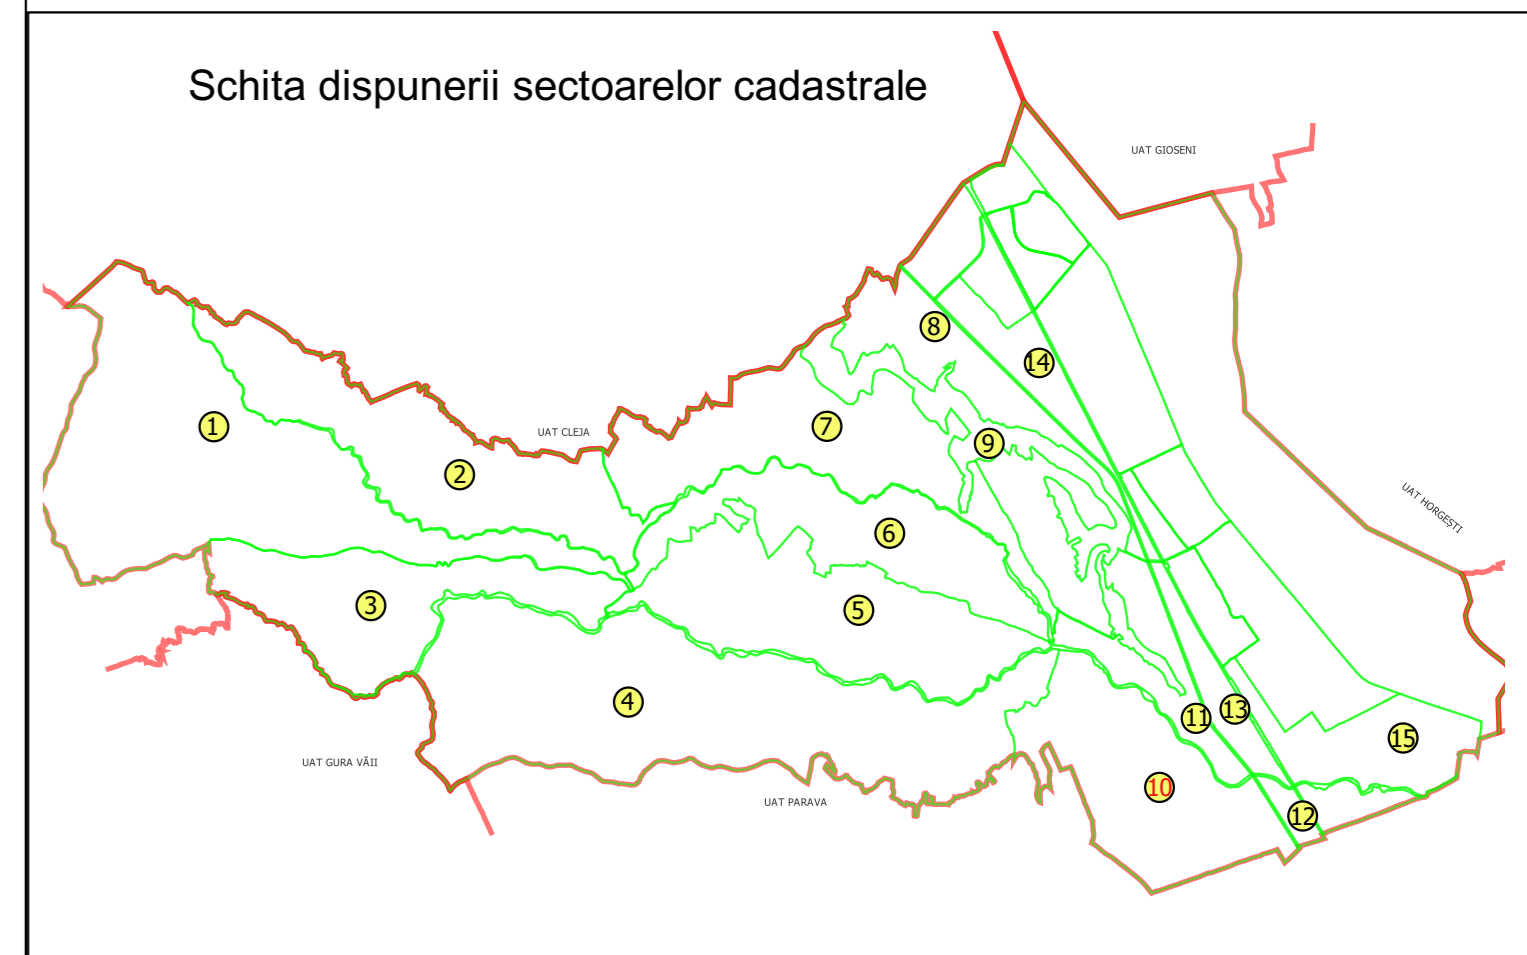 Schita dispunerii sectoarelor cadastrale
UAT GIOSENI
8
14
1
UAT CLEJA
7
9
2
UAT HORGEȘTI
6
3
5
4
11
13
15
UAT GURA VĂII
UAT PARAVA
10
12